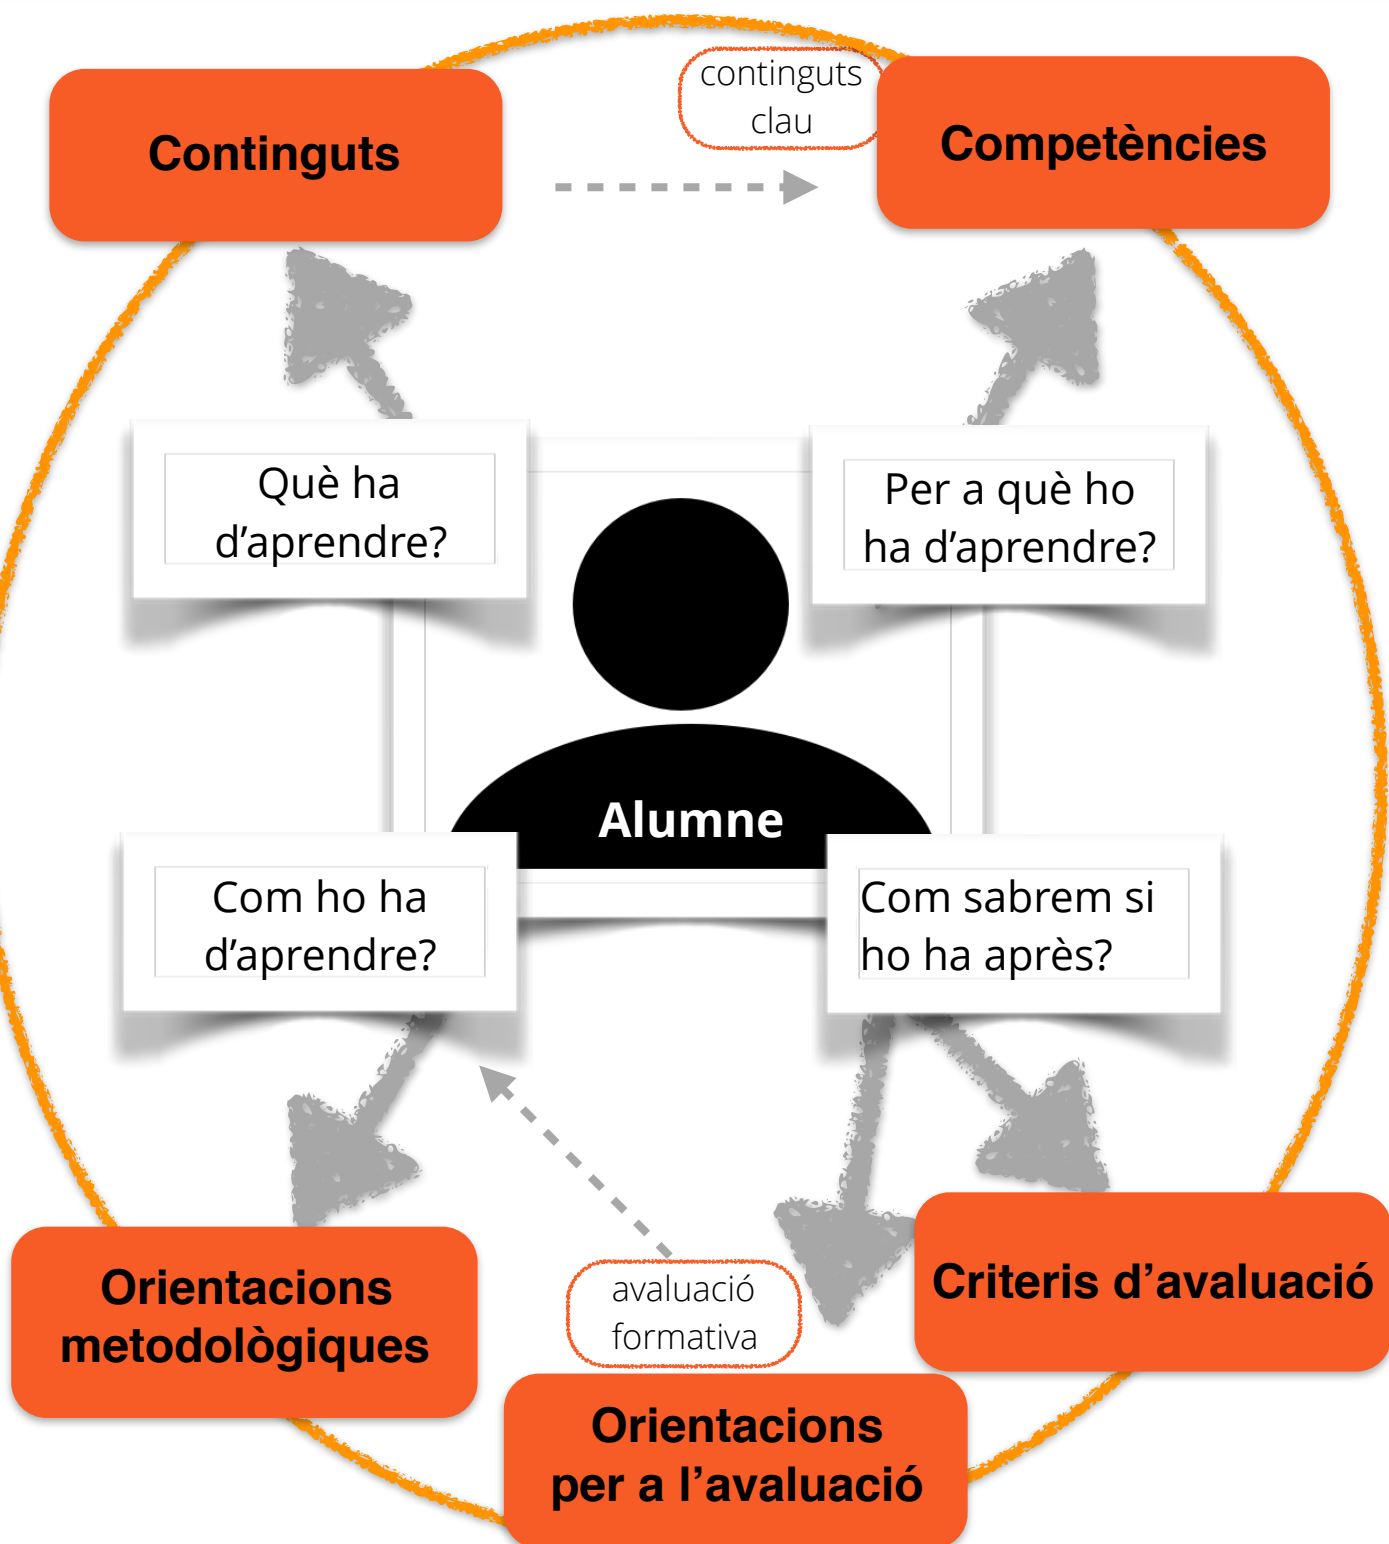 continguts
clau
Continguts
Competències
Què ha
d’aprendre?
Per a què ho
ha d’aprendre?
Alumne
Com ho ha
d’aprendre?
Com sabrem si
ho ha après?
Orientacions
metodològiques
avaluació
formativa
Criteris d’avaluació
Orientacions
per a l’avaluació